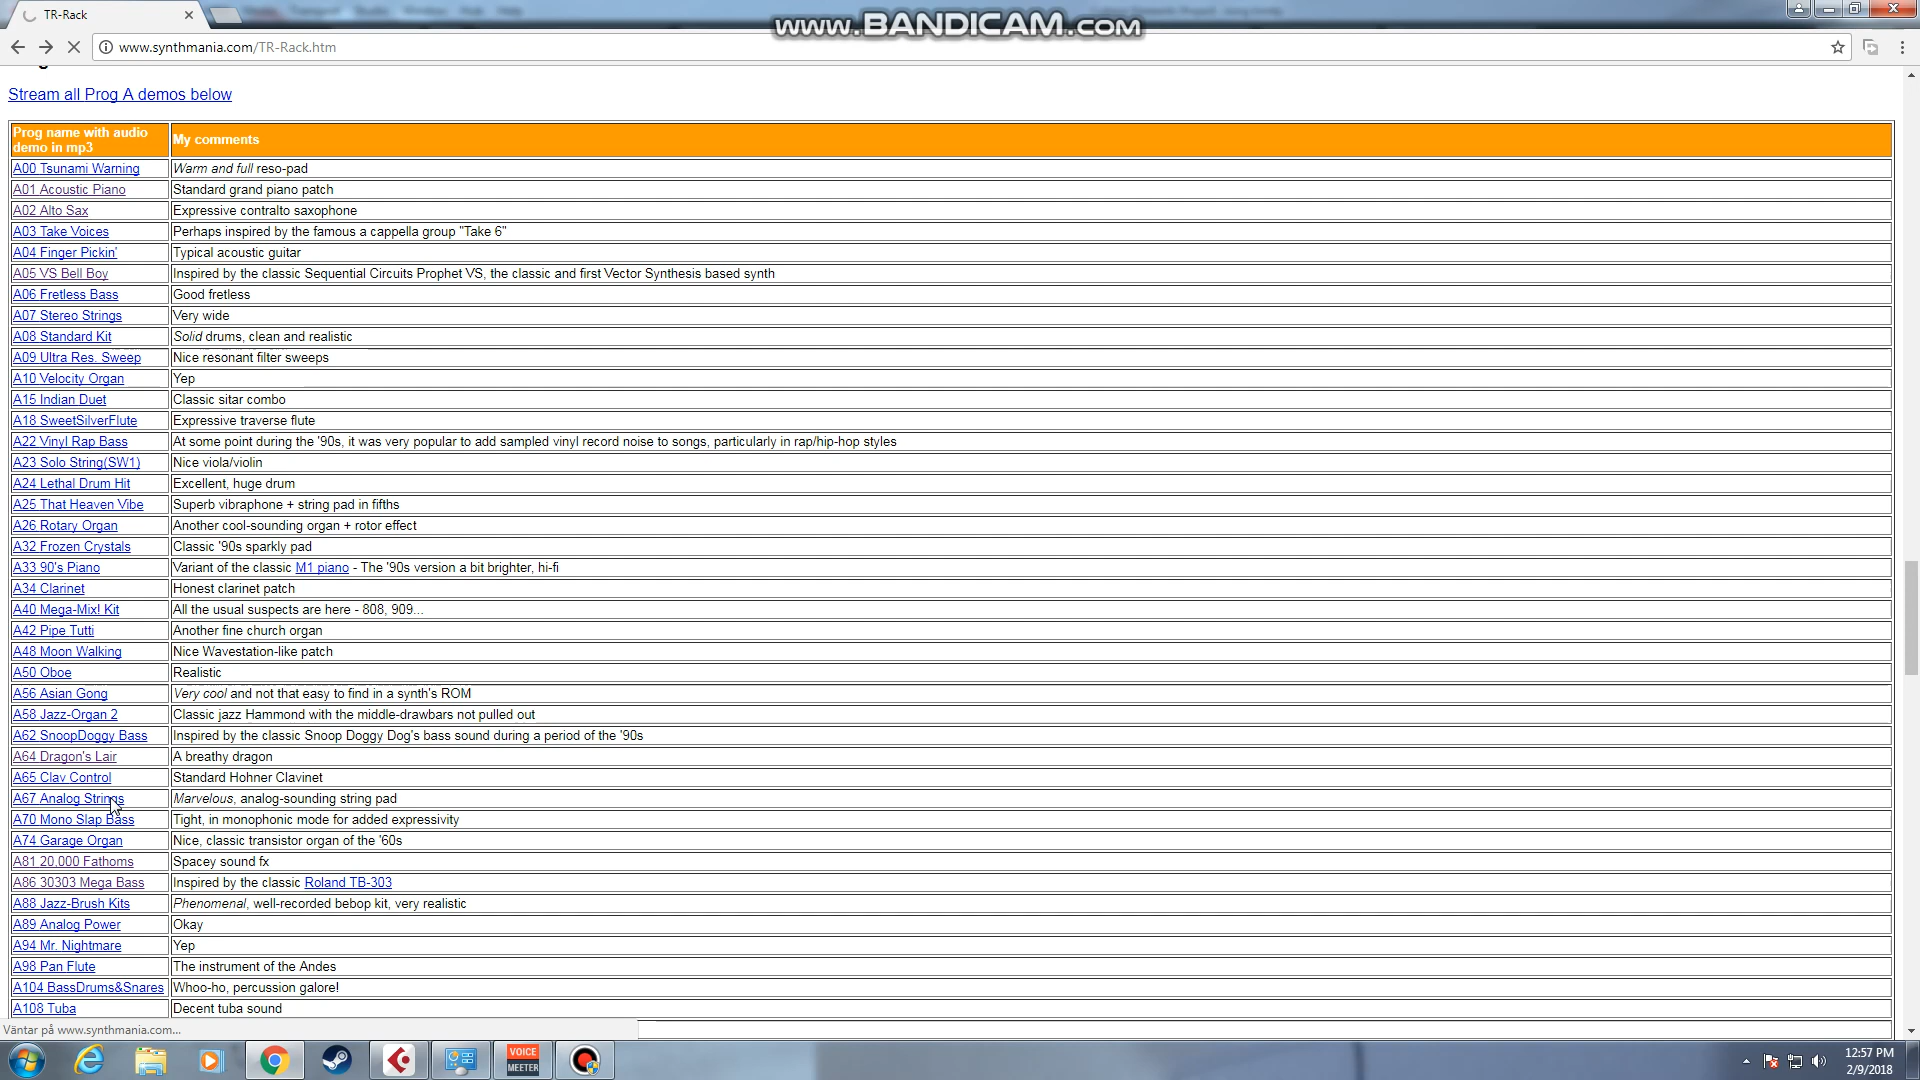 TR-Rack
www.BANDICAM.com
www.synthmania.com/TR-Rack.htm
Stream all Prog A demos below
Prog name with audio demo in mp3 My comments
A00 Tsunami Warning Warm and full reso-pad
A01 Acoustic Piano Standard grand piano patch
A02 Alto Sax Expressive contralto saxophone
A03 Take Voices Perhaps inspired by the famous a cappella group "Take 6"
A04 Finger Pickin' Typical acoustic guitar
A05 VS Bell Boy Inspired by the classic Sequential Circuits Prophet VS, the classic and first Vector Synthesis based synth
A06 Fretless Bass Good fretless
A07 Stereo Strings Very wide
A08 Standard Kit Solid drums, clean and realistic
A09 Ultra Res. Sweep Nice resonant filter sweeps
A10 Velocity Organ Yep
A15 Indian Duet Classic sitar combo
A18 SweetSilverFlute Expressive traverse flute
A22 Vinyl Rap Bass At some point during the '90s, it was very popular to add sampled vinyl record noise to songs, particularly in rap/hip-hop styles
A23 Solo String(SW1) Nice viola/violin
A24 Lethal Drum Hit Excellent, huge drum
A25 That Heaven Vibe Superb vibraphone + string pad in fifths
A26 Rotary Organ Another cool-sounding organ + rotor effect
A32 Frozen Crystals Classic '90s sparkly pad
A33 90's Piano Variant of the classic M1 piano - The '90s version a bit brighter, hi-fi
A34 Clarinet Honest clarinet patch
A40 Mega-Mix! Kit All the usual suspects are here - 808, 909...
A42 Pipe Tutti Another fine church organ
A48 Moon Walking Nice Wavestation-like patch
A50 Oboe Realistic
A56 Asian Gong Very cool and not that easy to find in a synth's ROM
A58 Jazz-Organ 2 Classic jazz Hammond with the middle-drawbars not pulled out
A62 SnoopDoggy Bass Inspired by the classic Snoop Doggy Dog's bass sound during a period of the '90s
A64 Dragon's Lair A breathy dragon
A65 Clav Control Standard Hohner Clavinet
A67 Analog Strings Marvelous, analog-sounding string pad
A70 Mono Slap Bass Tight, in monophonic mode for added expressivity
A74 Garage Organ Nice, classic transistor organ of the '60s
A81 20,000 Fathoms Spacey sound fx
A86 30303 Mega Bass Inspired by the classic Roland TB-303
A88 Jazz-Brush Kits Phenomenal, well-recorded bebop kit, very realistic
A89 Analog Power Okay
A94 Mr. Nightmare Yep
A98 Pan Flute The instrument of the Andes
A104 BassDrums&Snares Whoo-ho, percussion galore!
A108 Tuba Decent tuba sound
Väntar på www.synthmania.com...
VOICE
MEETER
12:57 PM
2/9/2018